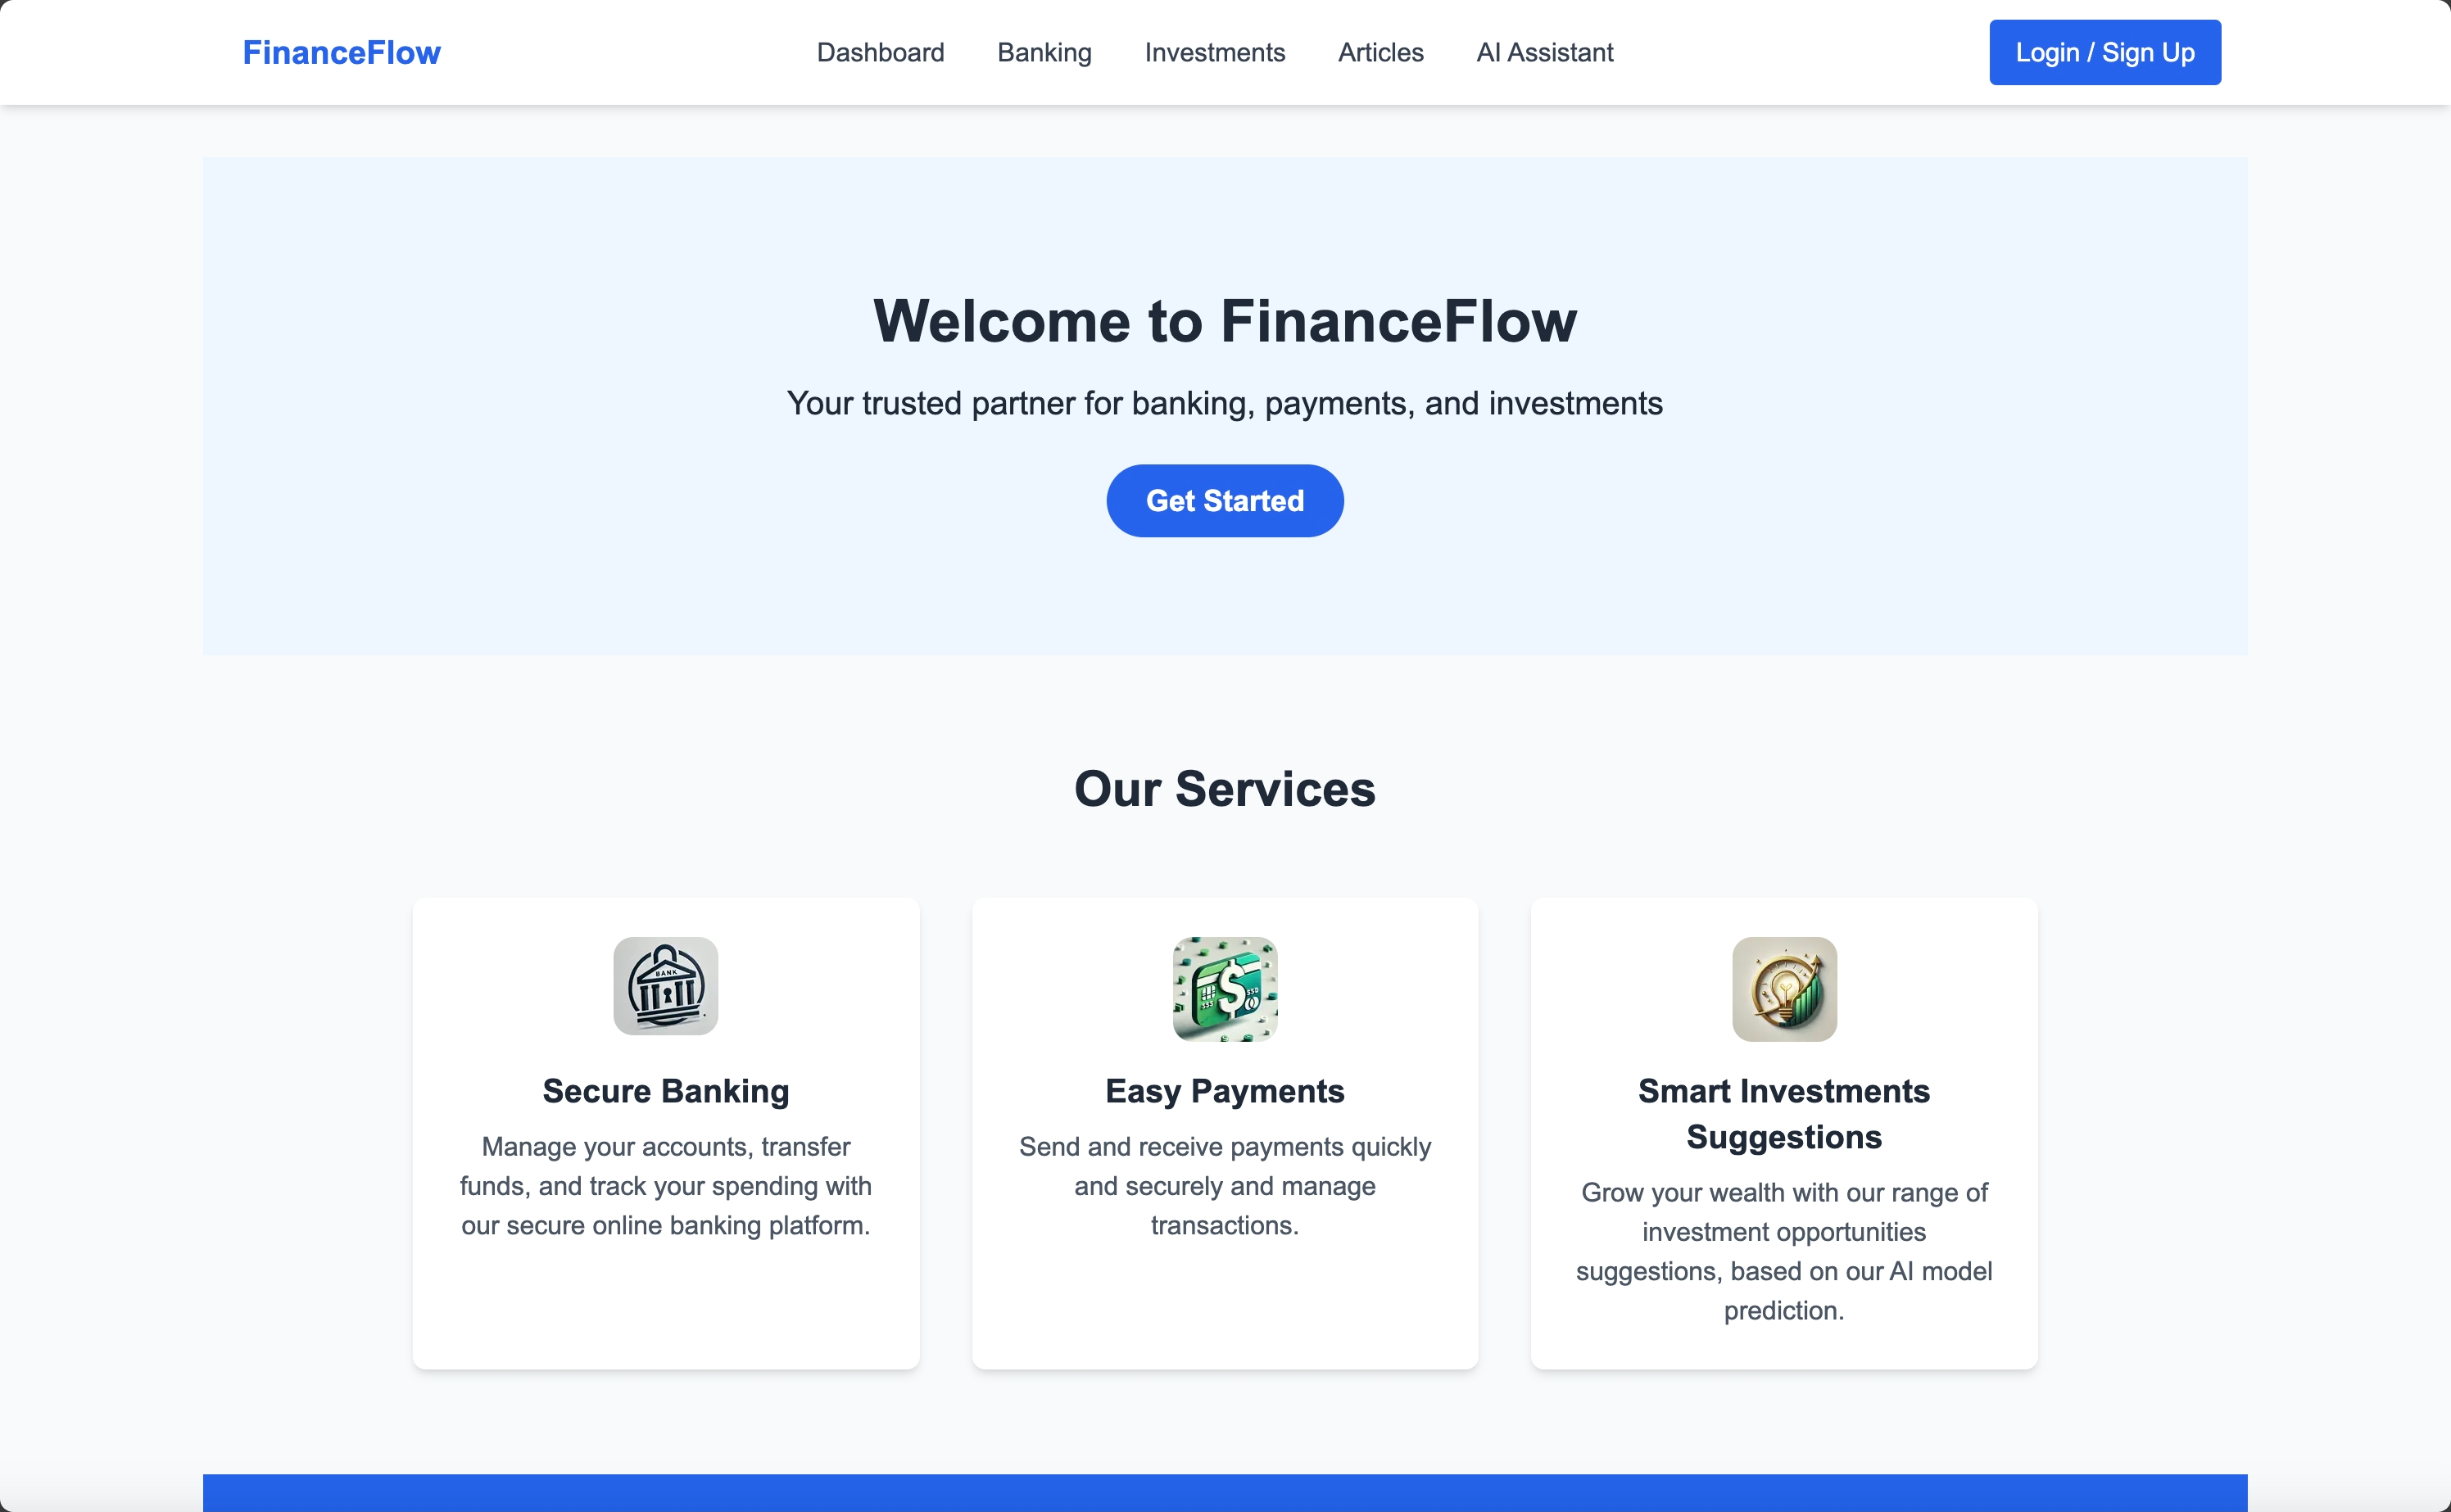 FinanceFlow
Dashboard
Banking
Investments
Articles
AI Assistant
Login / Sign Up
Welcome to FinanceFlow
Your trusted partner for banking, payments, and investments
Get Started
Our Services
BANK
Secure Banking
Manage your accounts, transfer
funds, and track your spending with
our secure online banking platform.
$
Easy Payments
Send and receive payments quickly
and securely and manage
transactions.
Smart Investments
Suggestions
Grow your wealth with our range of
investment opportunities
suggestions, based on our AI model
prediction.